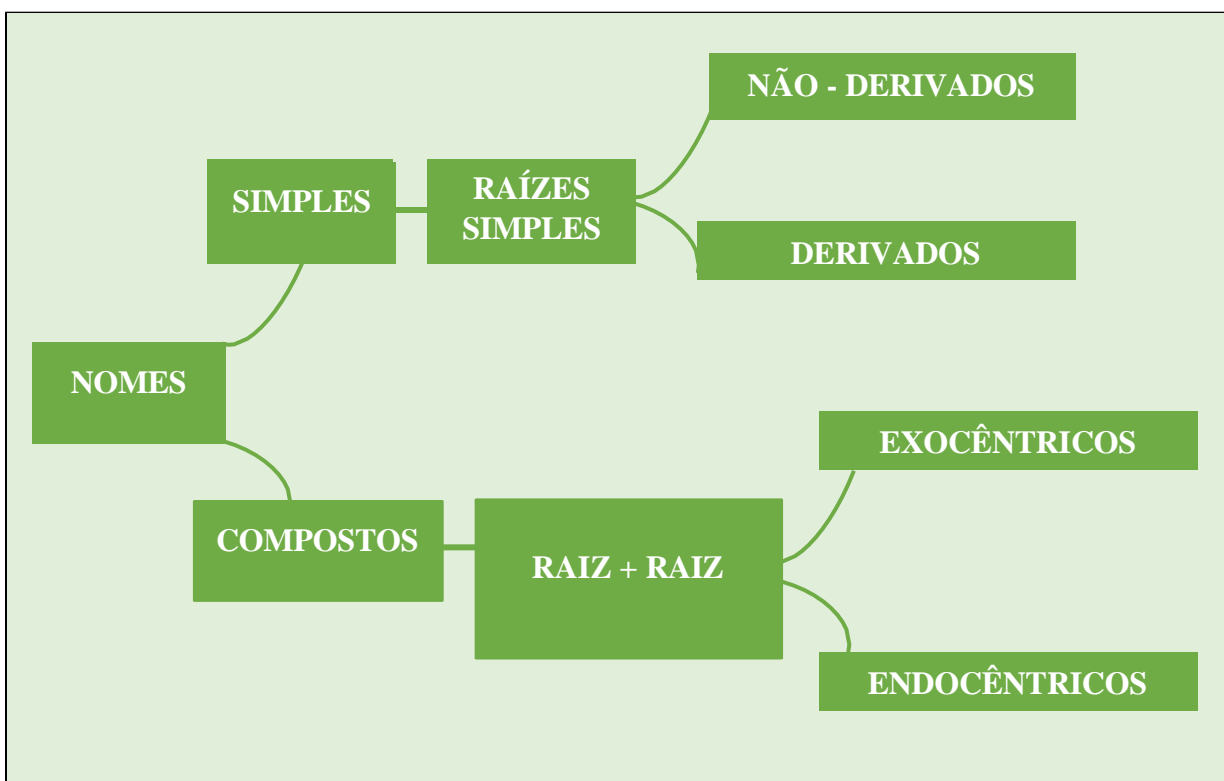 NÃO - DERIVADOS
SIMPLES
RAÍZES
SIMPLES
DERIVADOS
NOMES
EXOCÊNTRICOS
COMPOSTOS
RAIZ + RAIZ
ENDOCÊNTRICOS